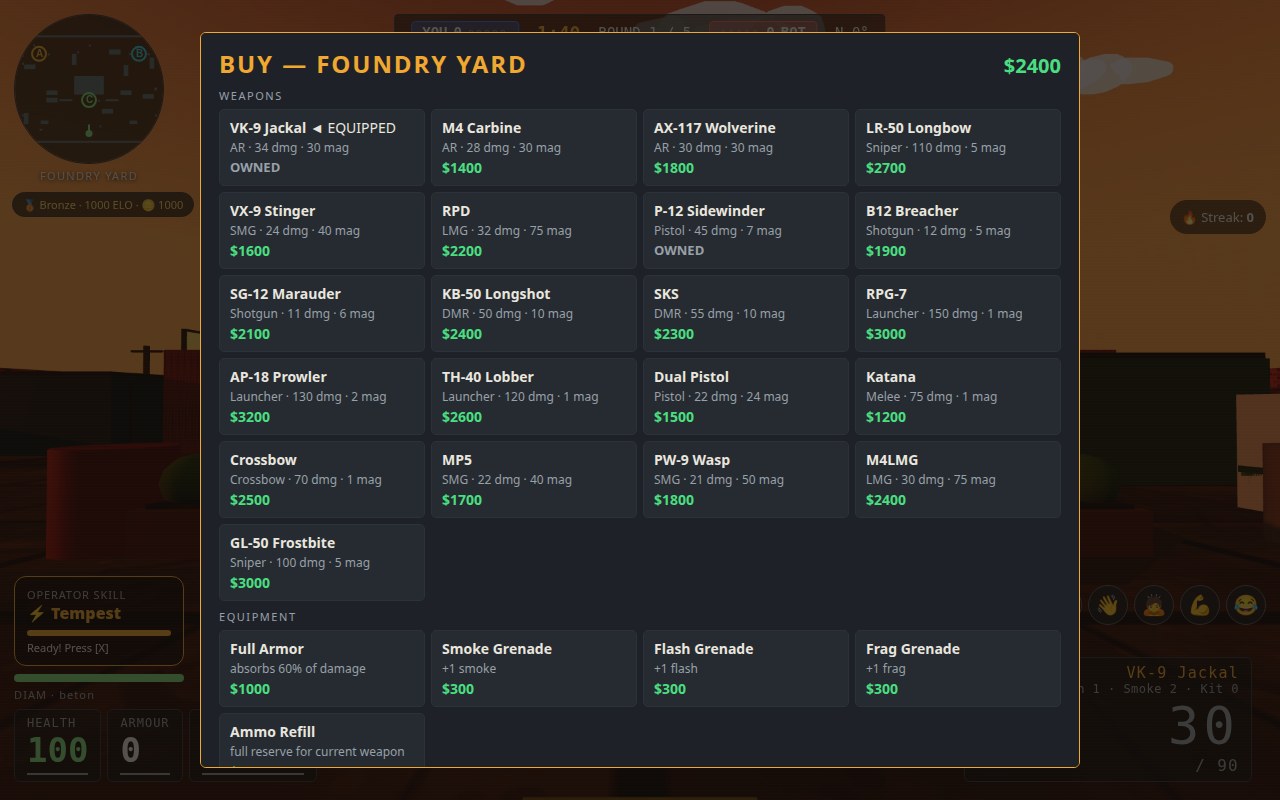 YOU 0
1:40
ROUND 1 / 5
0 BOT
N 0°
A
B
C
FOUNDRY YARD
🥉 Bronze · 1000 ELO · 🪙 1000
🔥 Streak: 0
BUY — FOUNDRY YARD
$2400
WEAPONS
VK-9 Jackal ◄ EQUIPPED
AR · 34 dmg · 30 mag
OWNED
M4 Carbine
AR · 28 dmg · 30 mag
$1400
AX-117 Wolverine
AR · 30 dmg · 30 mag
$1800
LR-50 Longbow
Sniper · 110 dmg · 5 mag
$2700
VX-9 Stinger
SMG · 24 dmg · 40 mag
$1600
RPD
LMG · 32 dmg · 75 mag
$2200
P-12 Sidewinder
Pistol · 45 dmg · 7 mag
OWNED
B12 Breacher
Shotgun · 12 dmg · 5 mag
$1900
SG-12 Marauder
Shotgun · 11 dmg · 6 mag
$2100
KB-50 Longshot
DMR · 50 dmg · 10 mag
$2400
SKS
DMR · 55 dmg · 10 mag
$2300
RPG-7
Launcher · 150 dmg · 1 mag
$3000
AP-18 Prowler
Launcher · 130 dmg · 2 mag
$3200
TH-40 Lobber
Launcher · 120 dmg · 1 mag
$2600
Dual Pistol
Pistol · 22 dmg · 24 mag
$1500
Katana
Melee · 75 dmg · 1 mag
$1200
Crossbow
Crossbow · 70 dmg · 1 mag
$2500
MP5
SMG · 22 dmg · 40 mag
$1700
PW-9 Wasp
SMG · 21 dmg · 50 mag
$1800
M4LMG
LMG · 30 dmg · 75 mag
$2400
GL-50 Frostbite
Sniper · 100 dmg · 5 mag
$3000
EQUIPMENT
Full Armor
absorbs 60% of damage
$1000
Smoke Grenade
+1 smoke
$300
Flash Grenade
+1 flash
$300
Frag Grenade
+1 frag
$300
Ammo Refill
full reserve for current weapon
OPERATOR SKILL
⚡ Tempest
Ready! Press [X]
DIAM · beton
HEALTH
100
ARMOUR
0
VK-9 Jackal
1 · Smoke 2 · Kit 0
30
/ 90